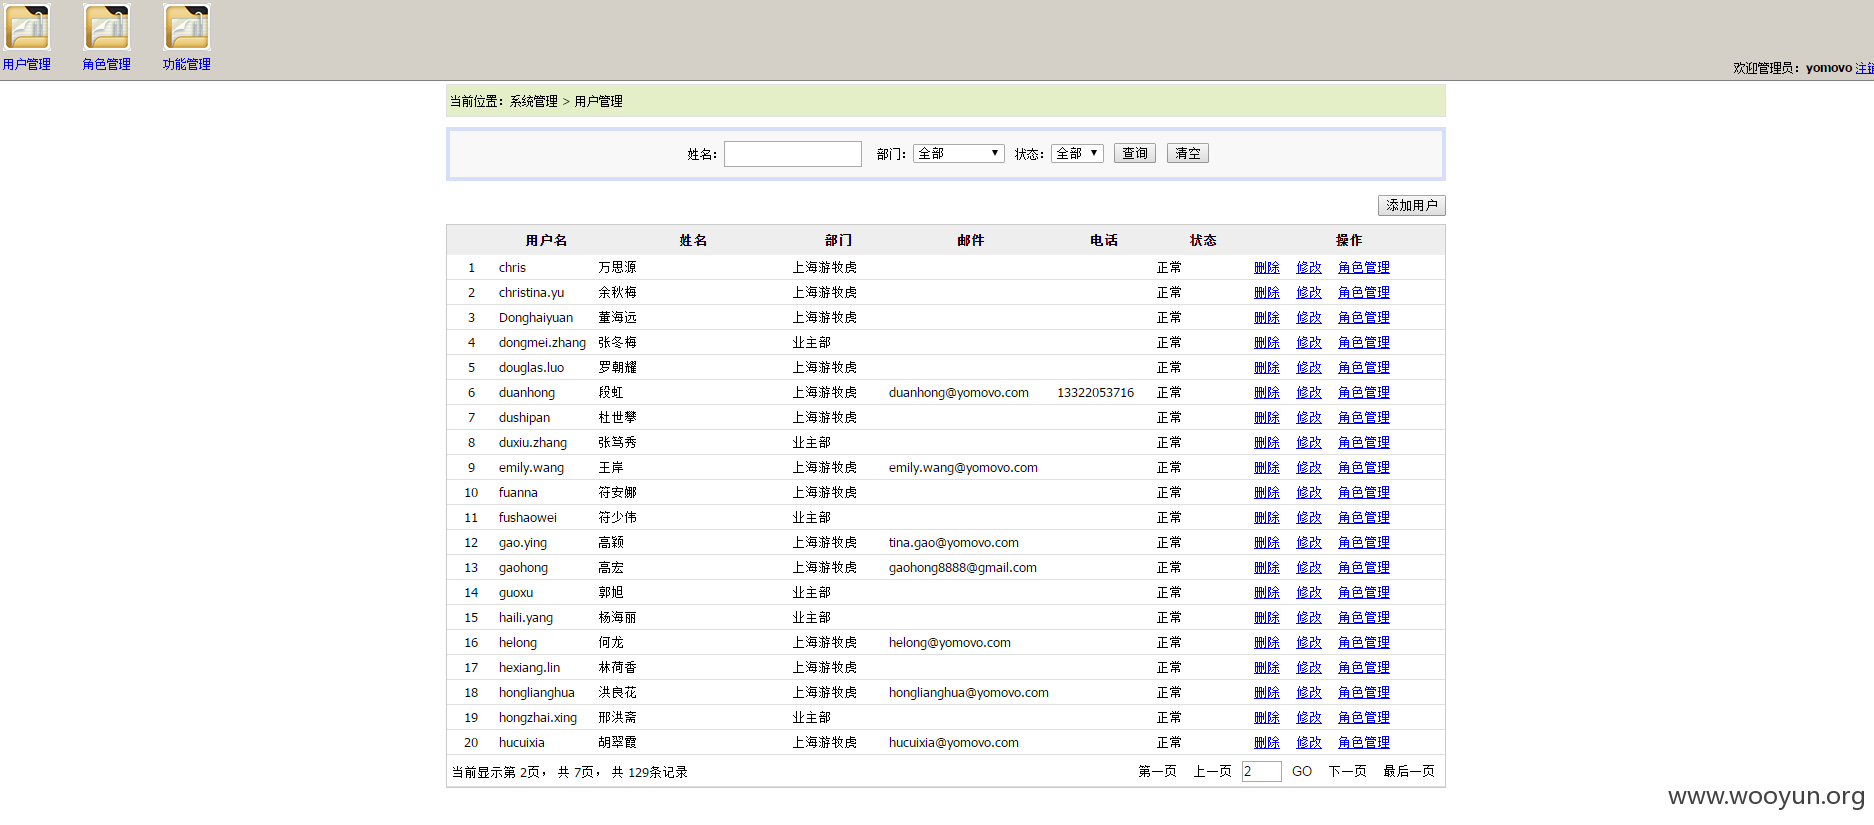 用户管理 角色管理 功能管理
欢迎管理员：yomovo 注销
当前位置：系统管理 > 用户管理
姓名： 部门： 全部 状态： 全部 查询 清空
添加用户
用户名 姓名 部门 邮件 电话 状态 操作
1 chris 万思源 上海游牧虎 正常 删除 修改 角色管理
2 christina.yu 余秋梅 上海游牧虎 正常 删除 修改 角色管理
3 Donghaiyuan 董海远 上海游牧虎 正常 删除 修改 角色管理
4 dongmei.zhang 张冬梅 业主部 正常 删除 修改 角色管理
5 douglas.luo 罗朝耀 上海游牧虎 正常 删除 修改 角色管理
6 duanhong 段虹 上海游牧虎 duanhong@yomovo.com 13322053716 正常 删除 修改 角色管理
7 dushipan 杜世攀 上海游牧虎 正常 删除 修改 角色管理
8 duxiu.zhang 张笃秀 业主部 正常 删除 修改 角色管理
9 emily.wang 王岸 上海游牧虎 emily.wang@yomovo.com 正常 删除 修改 角色管理
10 fuanna 符安娜 上海游牧虎 正常 删除 修改 角色管理
11 fushaowei 符少伟 业主部 正常 删除 修改 角色管理
12 gao.ying 高颖 上海游牧虎 tina.gao@yomovo.com 正常 删除 修改 角色管理
13 gaohong 高宏 上海游牧虎 gaohong8888@gmail.com 正常 删除 修改 角色管理
14 guoxu 郭旭 业主部 正常 删除 修改 角色管理
15 haili.yang 杨海丽 业主部 正常 删除 修改 角色管理
16 helong 何龙 上海游牧虎 helong@yomovo.com 正常 删除 修改 角色管理
17 hexiang.lin 林荷香 上海游牧虎 正常 删除 修改 角色管理
18 honglianghua 洪良花 上海游牧虎 honglianghua@yomovo.com 正常 删除 修改 角色管理
19 hongzhai.xing 邢洪斋 业主部 正常 删除 修改 角色管理
20 hucuixia 胡翠霞 上海游牧虎 hucuixia@yomovo.com 正常 删除 修改 角色管理
当前显示第 2页， 共 7页， 共 129条记录 第一页 上一页 2 GO 下一页 最后一页
www.wooyun.org